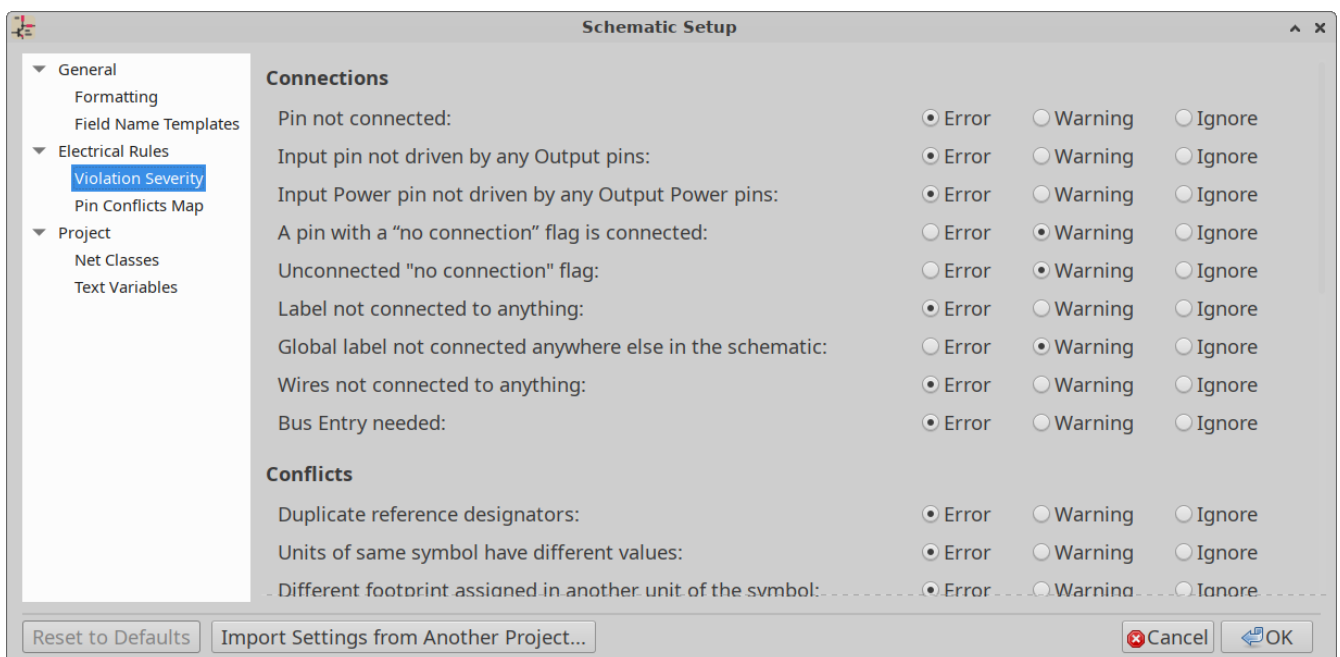 Schematic Setup
General
Formatting
Field Name Templates
Electrical Rules
Violation Severity
Pin Conflicts Map
Project
Net Classes
Text Variables
Connections
Pin not connected: Error Warning Ignore
Input pin not driven by any Output pins: Error Warning Ignore
Input Power pin not driven by any Output Power pins: Error Warning Ignore
A pin with a “no connection” flag is connected: Error Warning Ignore
Unconnected "no connection" flag: Error Warning Ignore
Label not connected to anything: Error Warning Ignore
Global label not connected anywhere else in the schematic: Error Warning Ignore
Wires not connected to anything: Error Warning Ignore
Bus Entry needed: Error Warning Ignore
Conflicts
Duplicate reference designators: Error Warning Ignore
Units of same symbol have different values: Error Warning Ignore
Different footprint assigned in another unit of the symbol: Error Warning Ignore
Reset to Defaults Import Settings from Another Project... Cancel OK